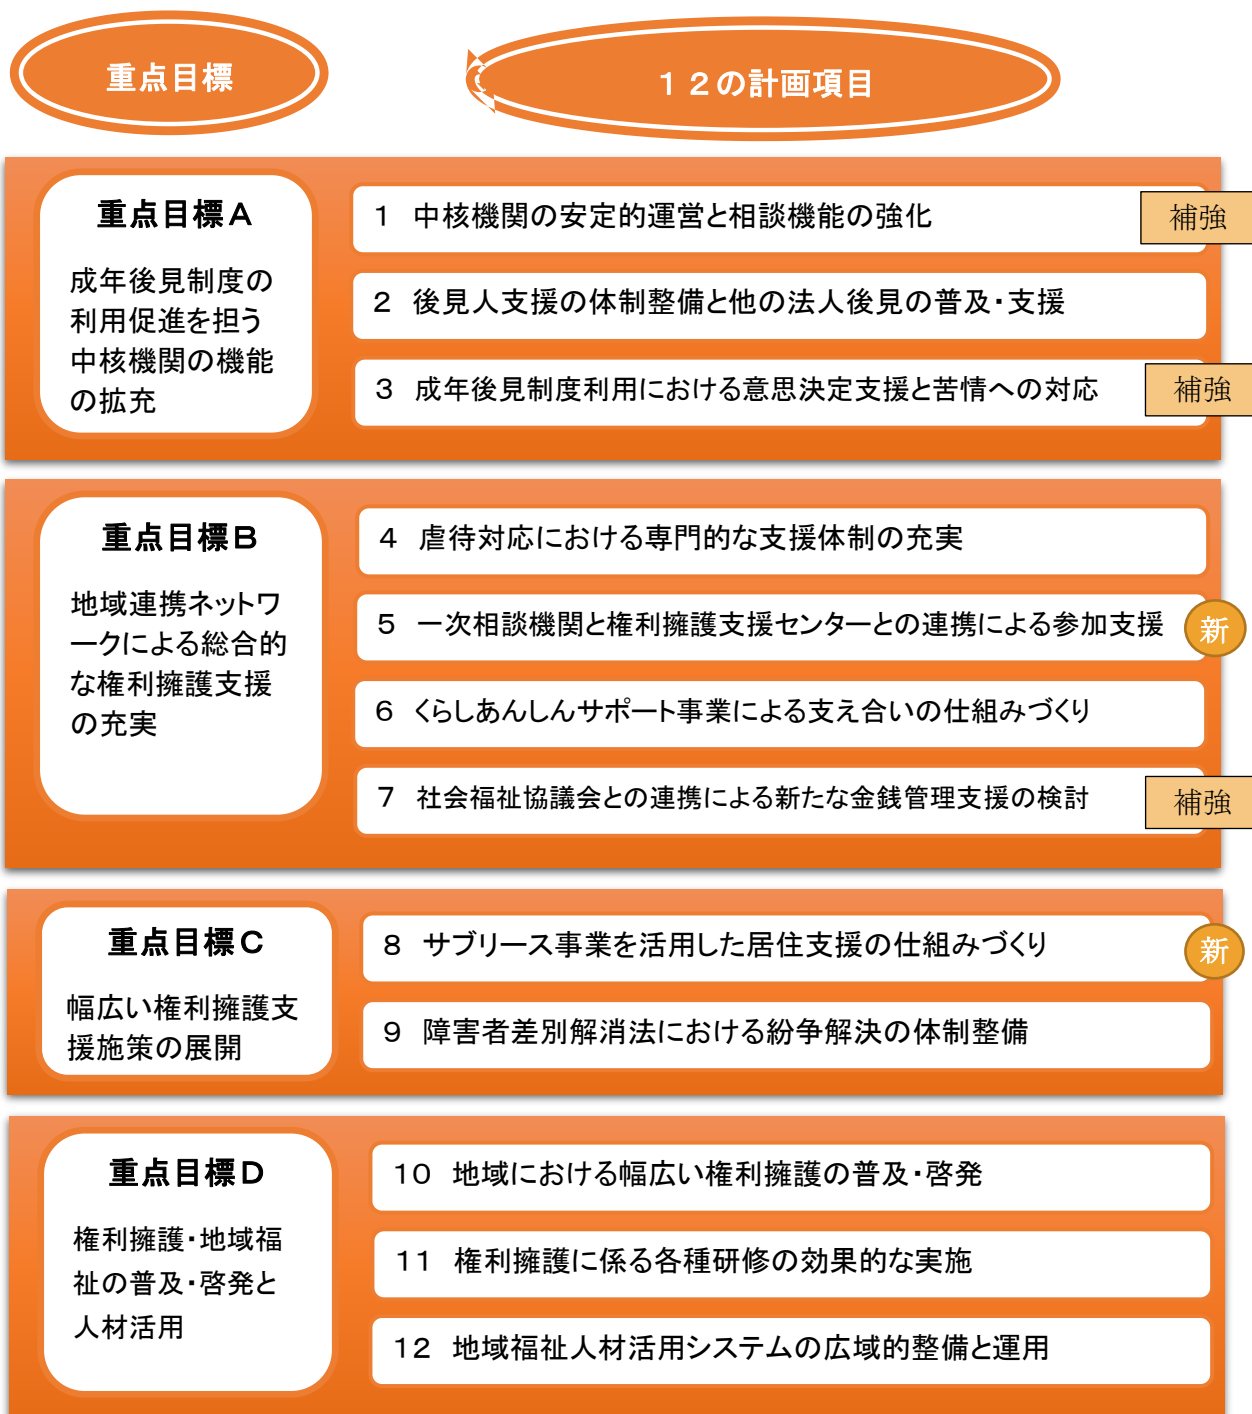 重点目標
１２の計画項目
重点目標Ａ
成年後見制度の
利用促進を担う
中核機関の機能
の拡充
１ 中核機関の安定的運営と相談機能の強化
補強
２ 後見人支援の体制整備と他の法人後見の普及・支援
３ 成年後見制度利用における意思決定支援と苦情への対応
補強
重点目標Ｂ
地域連携ネットワ
ークによる総合的
な権利擁護支援
の充実
４ 虐待対応における専門的な支援体制の充実
５ 一次相談機関と権利擁護支援センターとの連携による参加支援
新
６ くらしあんしんサポート事業による支え合いの仕組みづくり
７ 社会福祉協議会との連携による新たな金銭管理支援の検討
補強
重点目標Ｃ
幅広い権利擁護支
援施策の展開
８ サブリース事業を活用した居住支援の仕組みづくり
新
９ 障害者差別解消法における紛争解決の体制整備
重点目標Ｄ
権利擁護・地域福
祉の普及・啓発と
人材活用
１０ 地域における幅広い権利擁護の普及・啓発
１１ 権利擁護に係る各種研修の効果的な実施
１２ 地域福祉人材活用システムの広域的整備と運用